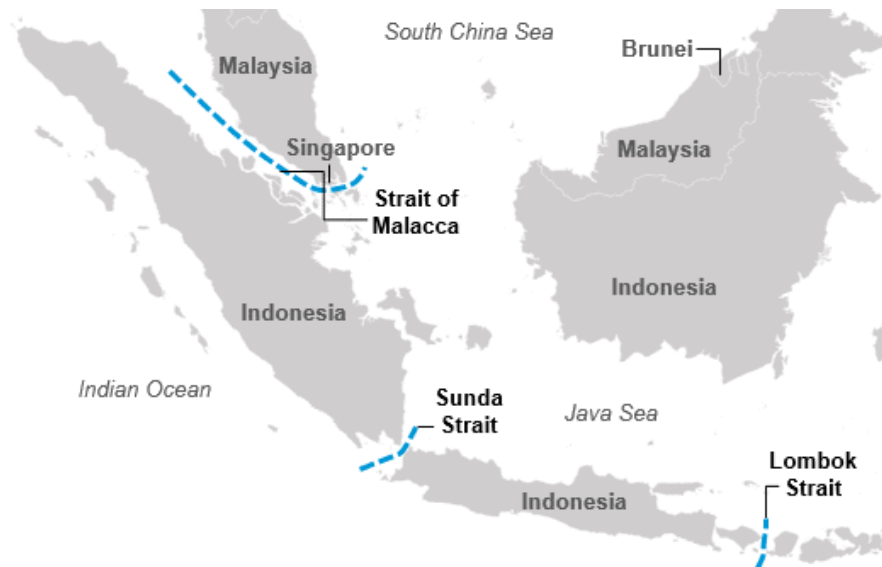 South China Sea
Brunei
Malaysia
Singapore
Malaysia
Strait of
Malacca
Indonesia
Indonesia
Indian Ocean
Sunda
Strait
Java Sea
Lombok
Strait
Indonesia